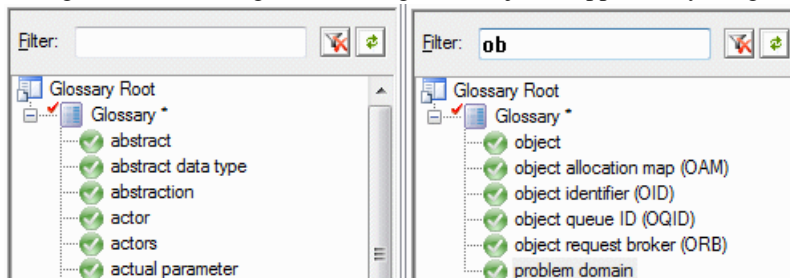 Filter:
Glossary Root
Glossary *
abstract
abstract data type
abstraction
actor
actors
actual parameter
Filter: ob
Glossary Root
Glossary *
object
object allocation map (OAM)
object identifier (OID)
object queue ID (OQID)
object request broker (ORB)
problem domain